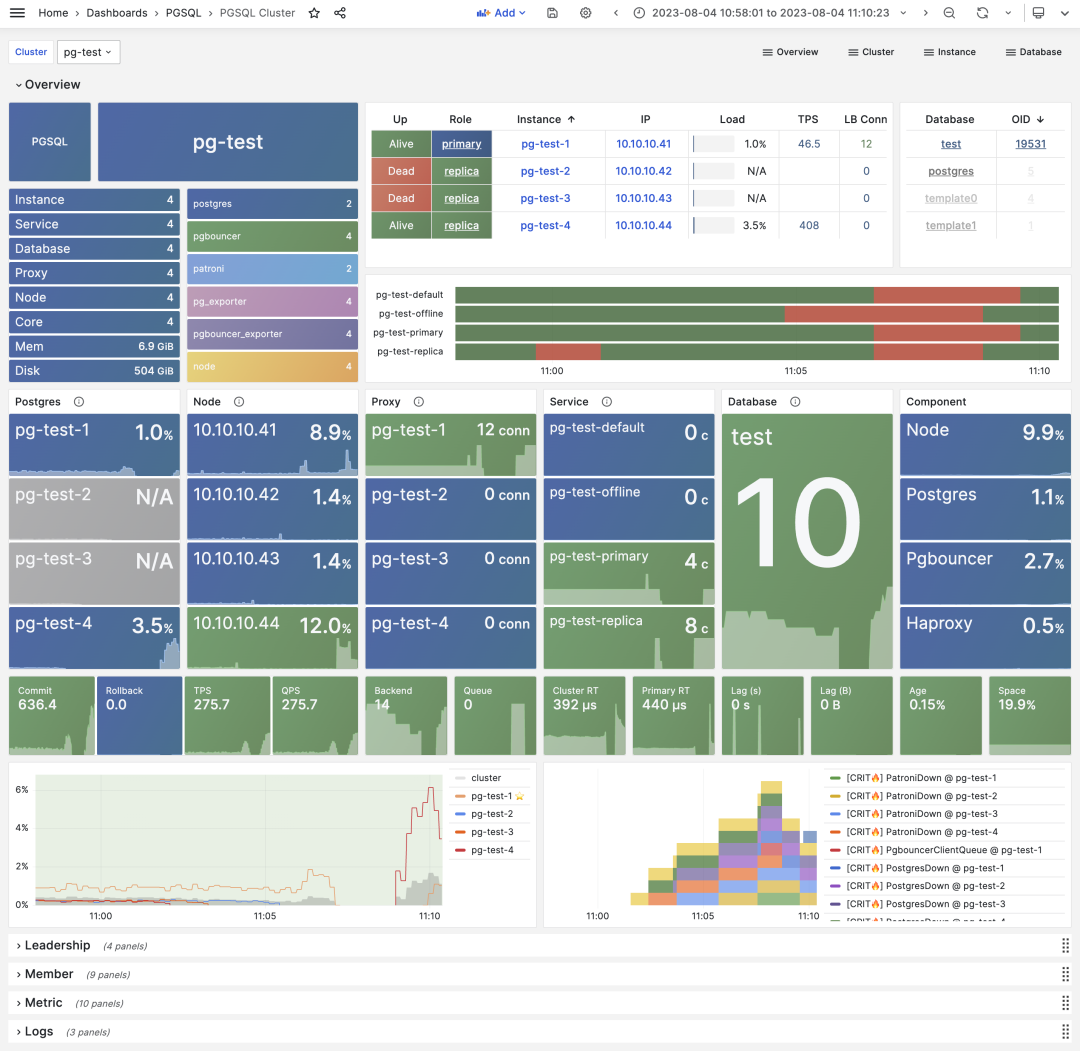 Home › Dashboards › PGSQL › PGSQL Cluster Add 2023-08-04 10:58:01 to 2023-08-04 11:10:23
Cluster pg-test Overview Cluster Instance Database
Overview
PGSQL
pg-test
Instance 4
Service 4
Database 4
Proxy 4
Node 4
Core 4
Mem 6.9 GiB
Disk 504 GiB
postgres 2
pgbouncer 4
patroni 2
pg_exporter 4
pgbouncer_exporter 4
node 4
Up Role Instance ↑ IP Load TPS LB Conn
Alive primary pg-test-1 10.10.10.41 1.0% 46.5 12
Dead replica pg-test-2 10.10.10.42 N/A 0
Dead replica pg-test-3 10.10.10.43 N/A 0
Alive replica pg-test-4 10.10.10.44 3.5% 408 0
Database OID ↓
test 19531
postgres 5
template0 4
template1 1
pg-test-default
pg-test-offline
pg-test-primary
pg-test-replica
11:00 11:05 11:10
Postgres
pg-test-1 1.0%
pg-test-2 N/A
pg-test-3 N/A
pg-test-4 3.5%
Node
10.10.10.41 8.9%
10.10.10.42 1.4%
10.10.10.43 1.4%
10.10.10.44 12.0%
Proxy
pg-test-1 12 conn
pg-test-2 0 conn
pg-test-3 0 conn
pg-test-4 0 conn
Service
pg-test-default 0 c
pg-test-offline 0 c
pg-test-primary 4 c
pg-test-replica 8 c
Database
test
10
Component
Node 9.9%
Postgres 1.1%
Pgbouncer 2.7%
Haproxy 0.5%
Commit
636.4
Rollback
0.0
TPS
275.7
QPS
275.7
Backend
14
Queue
0
Cluster RT
392 µs
Primary RT
440 µs
Lag (s)
0 s
Lag (B)
0 B
Age
0.15%
Space
19.9%
6%
4%
2%
0%
11:00 11:05 11:10
cluster
pg-test-1 ⭐
pg-test-2
pg-test-3
pg-test-4
11:00 11:05 11:10
[CRIT🔥] PatroniDown @ pg-test-1
[CRIT🔥] PatroniDown @ pg-test-2
[CRIT🔥] PatroniDown @ pg-test-3
[CRIT🔥] PatroniDown @ pg-test-4
[CRIT🔥] PgbouncerClientQueue @ pg-test-1
[CRIT🔥] PostgresDown @ pg-test-1
[CRIT🔥] PostgresDown @ pg-test-2
[CRIT🔥] PostgresDown @ pg-test-3
[CRIT🔥] PostgresDown @ pg-test-4
Leadership (4 panels)
Member (9 panels)
Metric (10 panels)
Logs (3 panels)